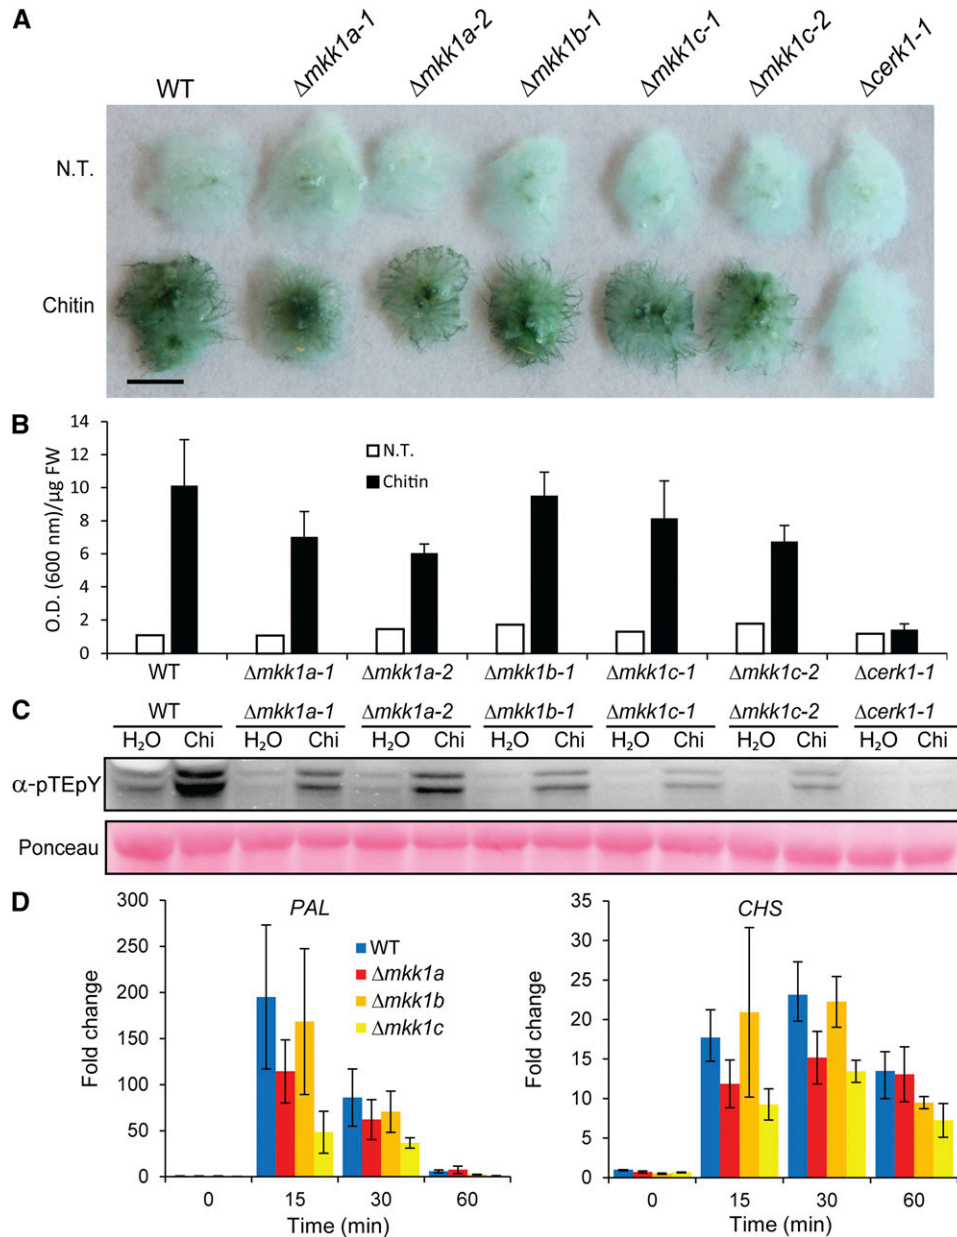 A
WT Δmkk1a-1 Δmkk1a-2 Δmkk1b-1 Δmkk1c-1 Δmkk1c-2 Δcerk1-1
N.T.
Chitin
B
14
12
10
8
6
4
2
0
O.D. (600 nm)/µg FW
N.T.
Chitin
WT Δmkk1a-1 Δmkk1a-2 Δmkk1b-1 Δmkk1c-1 Δmkk1c-2 Δcerk1-1
C
WT Δmkk1a-1 Δmkk1a-2 Δmkk1b-1 Δmkk1c-1 Δmkk1c-2 Δcerk1-1
H₂O Chi H₂O Chi H₂O Chi H₂O Chi H₂O Chi H₂O Chi H₂O Chi
α-pTEpY
Ponceau
D
PAL
300
250
200
150
100
50
0
Fold change
WT
Δmkk1a
Δmkk1b
Δmkk1c
0 15 30 60
Time (min)
CHS
35
30
25
20
15
10
5
0
Fold change
0 15 30 60
Time (min)